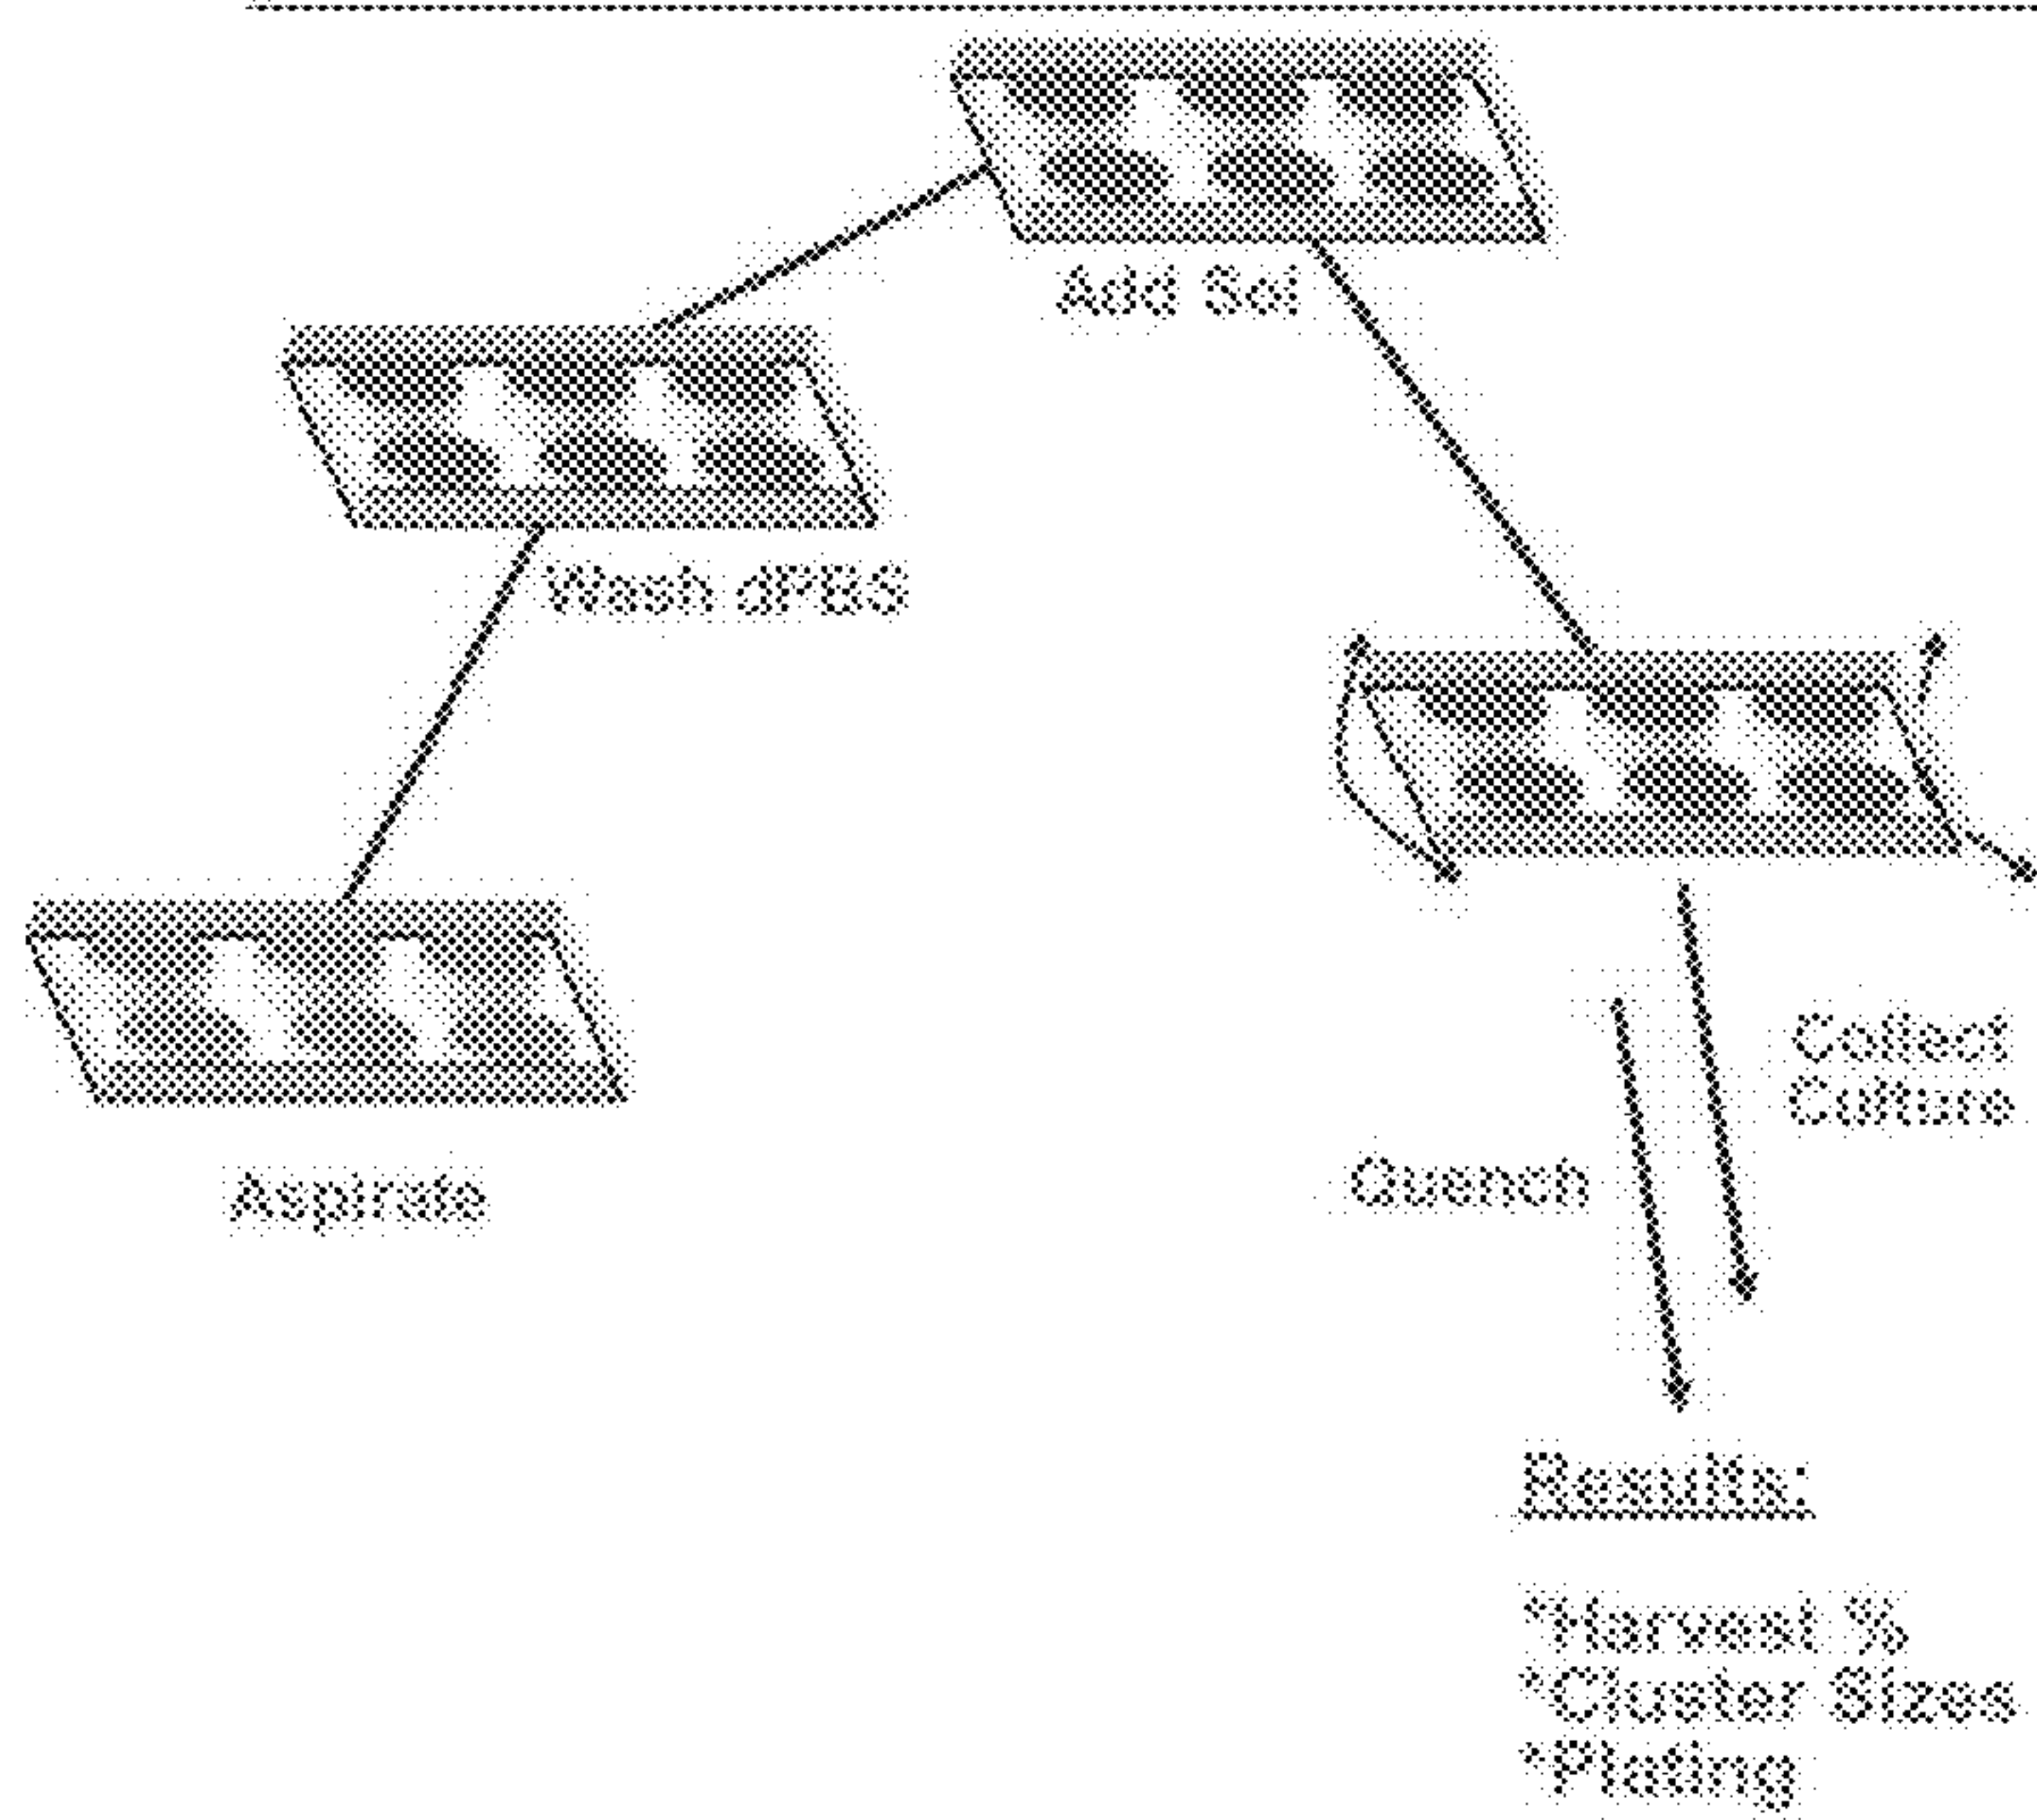 Add Sol
Wash dPBS
Aspirate
Collect
Culture
Quench
Results:
*Harvest %
*Cluster Sizes
*Plating